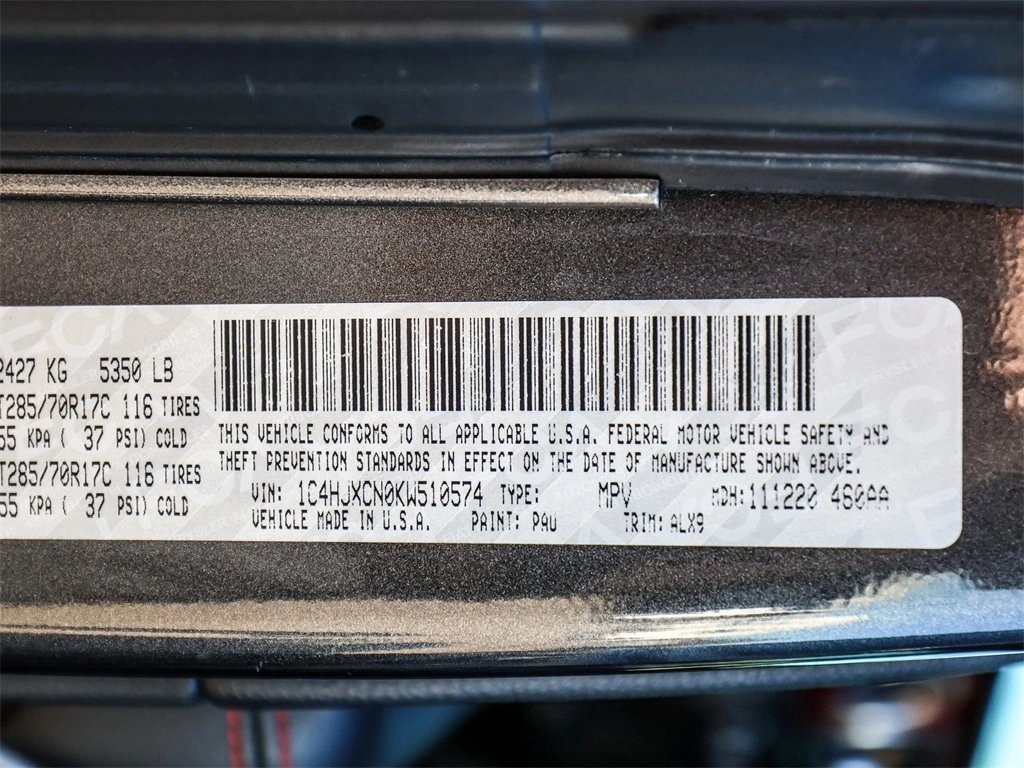 2427 KG 5350 LB
T285/70R17C 116 TIRES
55 KPA ( 37 PSI) COLD
T285/70R17C 116 TIRES
55 KPA ( 37 PSI) COLD
THIS VEHICLE CONFORMS TO ALL APPLICABLE U.S.A. FEDERAL MOTOR VEHICLE SAFETY AND
THEFT PREVENTION STANDARDS IN EFFECT ON THE DATE OF MANUFACTURE SHOWN ABOVE.
VIN: 1C4HJXCN0KW510574 TYPE: MPV MDH: 111220 460AA
VEHICLE MADE IN U.S.A. PAINT: PAU TRIM: ALX9